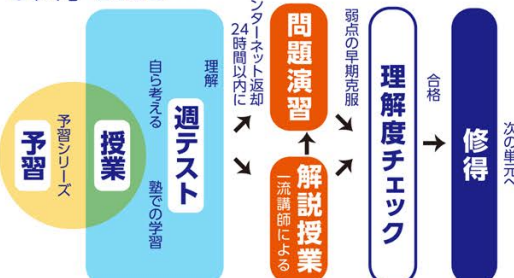 予習
予習シリーズ
授業
自ら考える
理解
週テスト
塾での学習
ンターネット返却
24時間以内に
問題演習
解説授業
一流講師による
弱点の早期克服
理解度チェック
合格
修得
次の単元へ